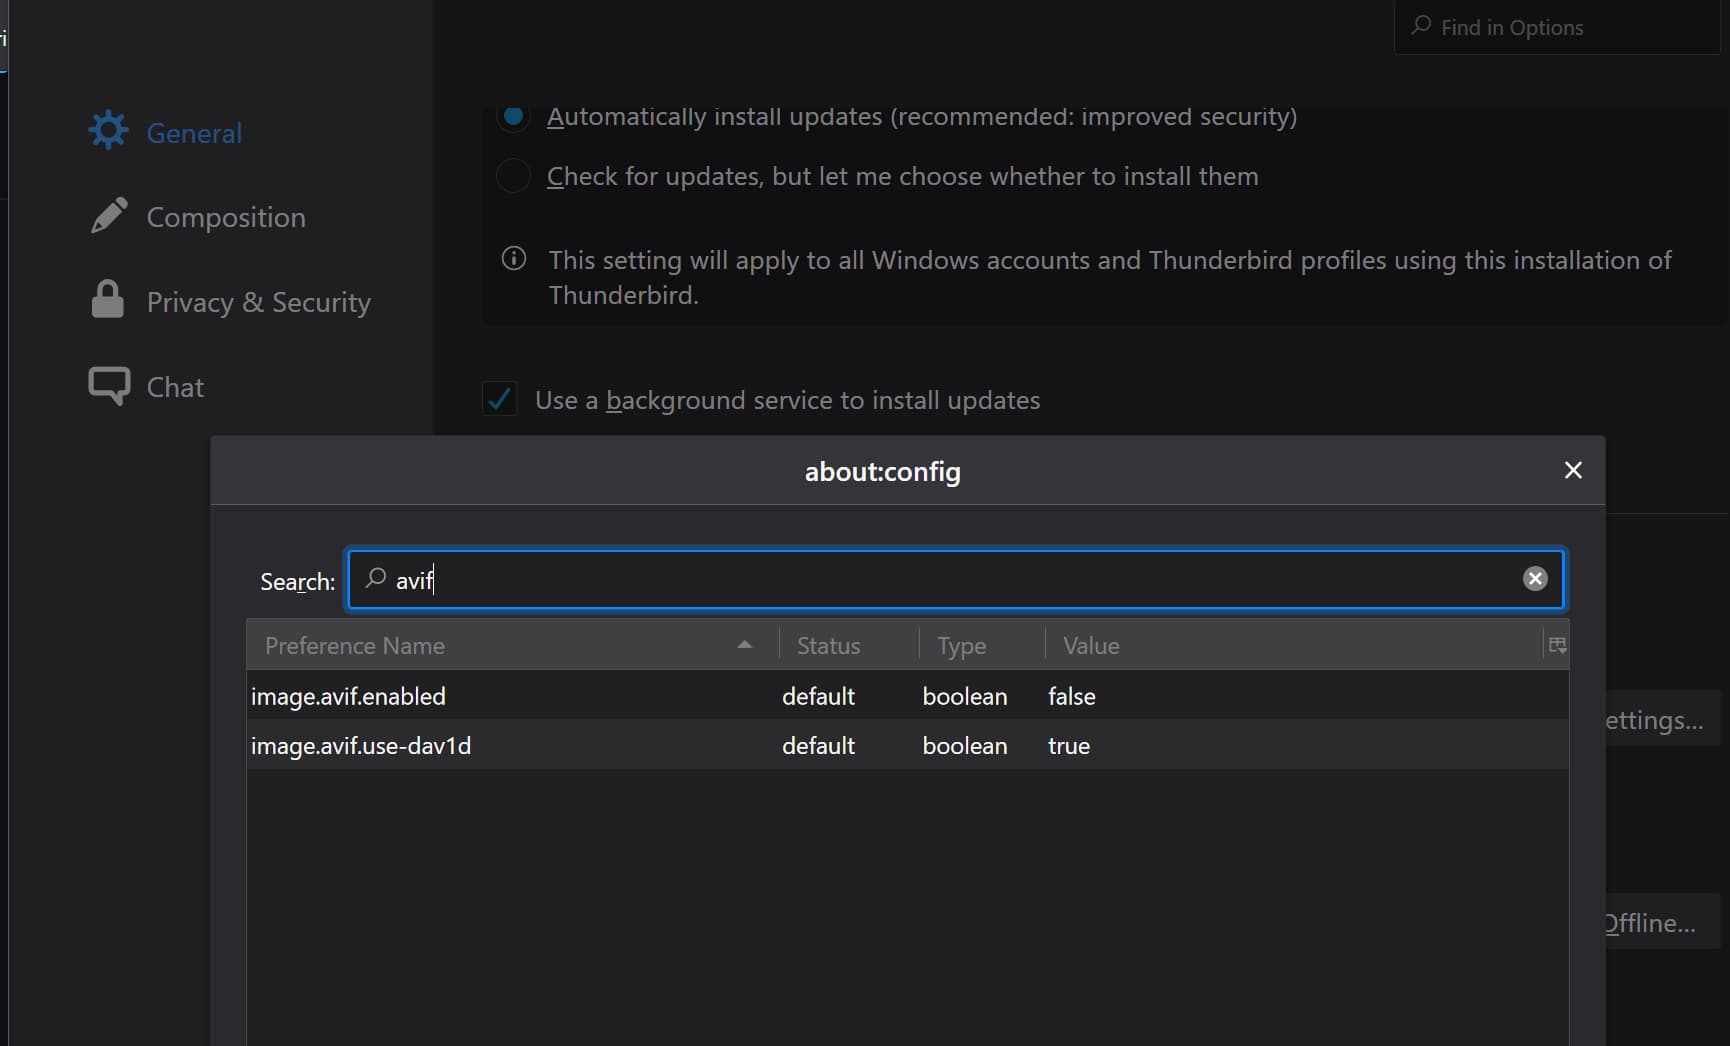 Find in Options
General
Composition
Privacy & Security
Chat
Automatically install updates (recommended: improved security)
Check for updates, but let me choose whether to install them
This setting will apply to all Windows accounts and Thunderbird profiles using this installation of
Thunderbird.
Use a background service to install updates
about:config
Search: avif
Preference Name Status Type Value
image.avif.enabled default boolean false
image.avif.use-dav1d default boolean true
ettings...
Offline...